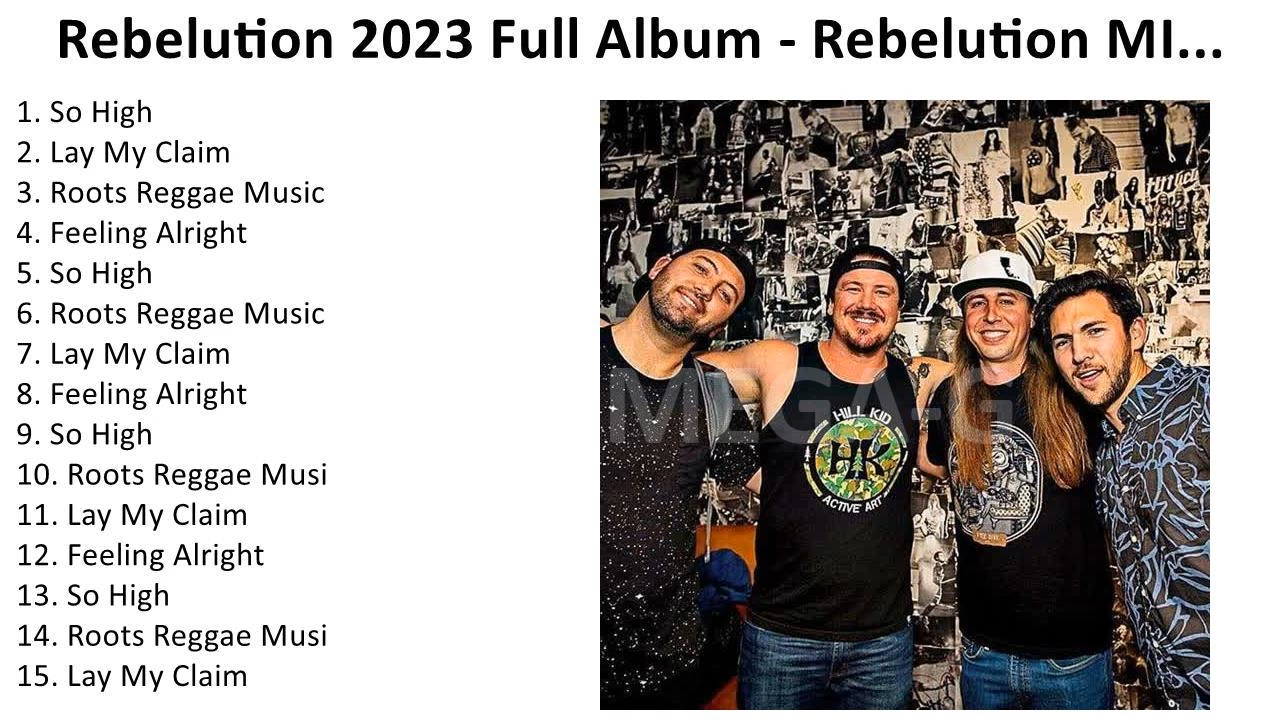 Rebelution 2023 Full Album - Rebelution MI...
1. So High
2. Lay My Claim
3. Roots Reggae Music
4. Feeling Alright
5. So High
6. Roots Reggae Music
7. Lay My Claim
8. Feeling Alright
9. So High
10. Roots Reggae Musi
11. Lay My Claim
12. Feeling Alright
13. So High
14. Roots Reggae Musi
15. Lay My Claim
MEGA-G
HILL KID
HK
ACTIVE ART